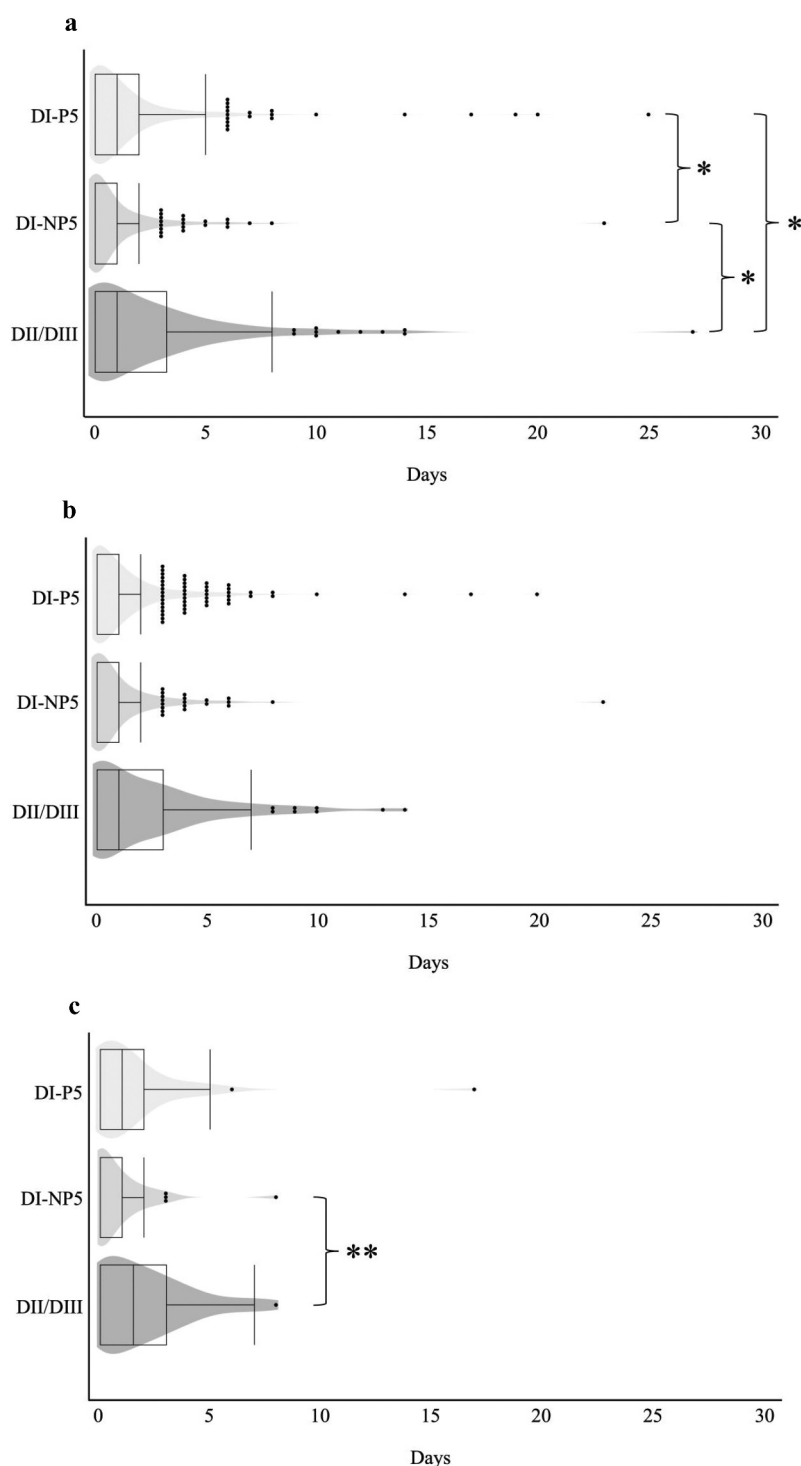 a
DI-P5
*
DI-NP5
*
*
DII/DIII
0 5 10 15 20 25 30
Days
b
DI-P5
DI-NP5
DII/DIII
0 5 10 15 20 25 30
Days
c
DI-P5
DI-NP5
**
DII/DIII
0 5 10 15 20 25 30
Days